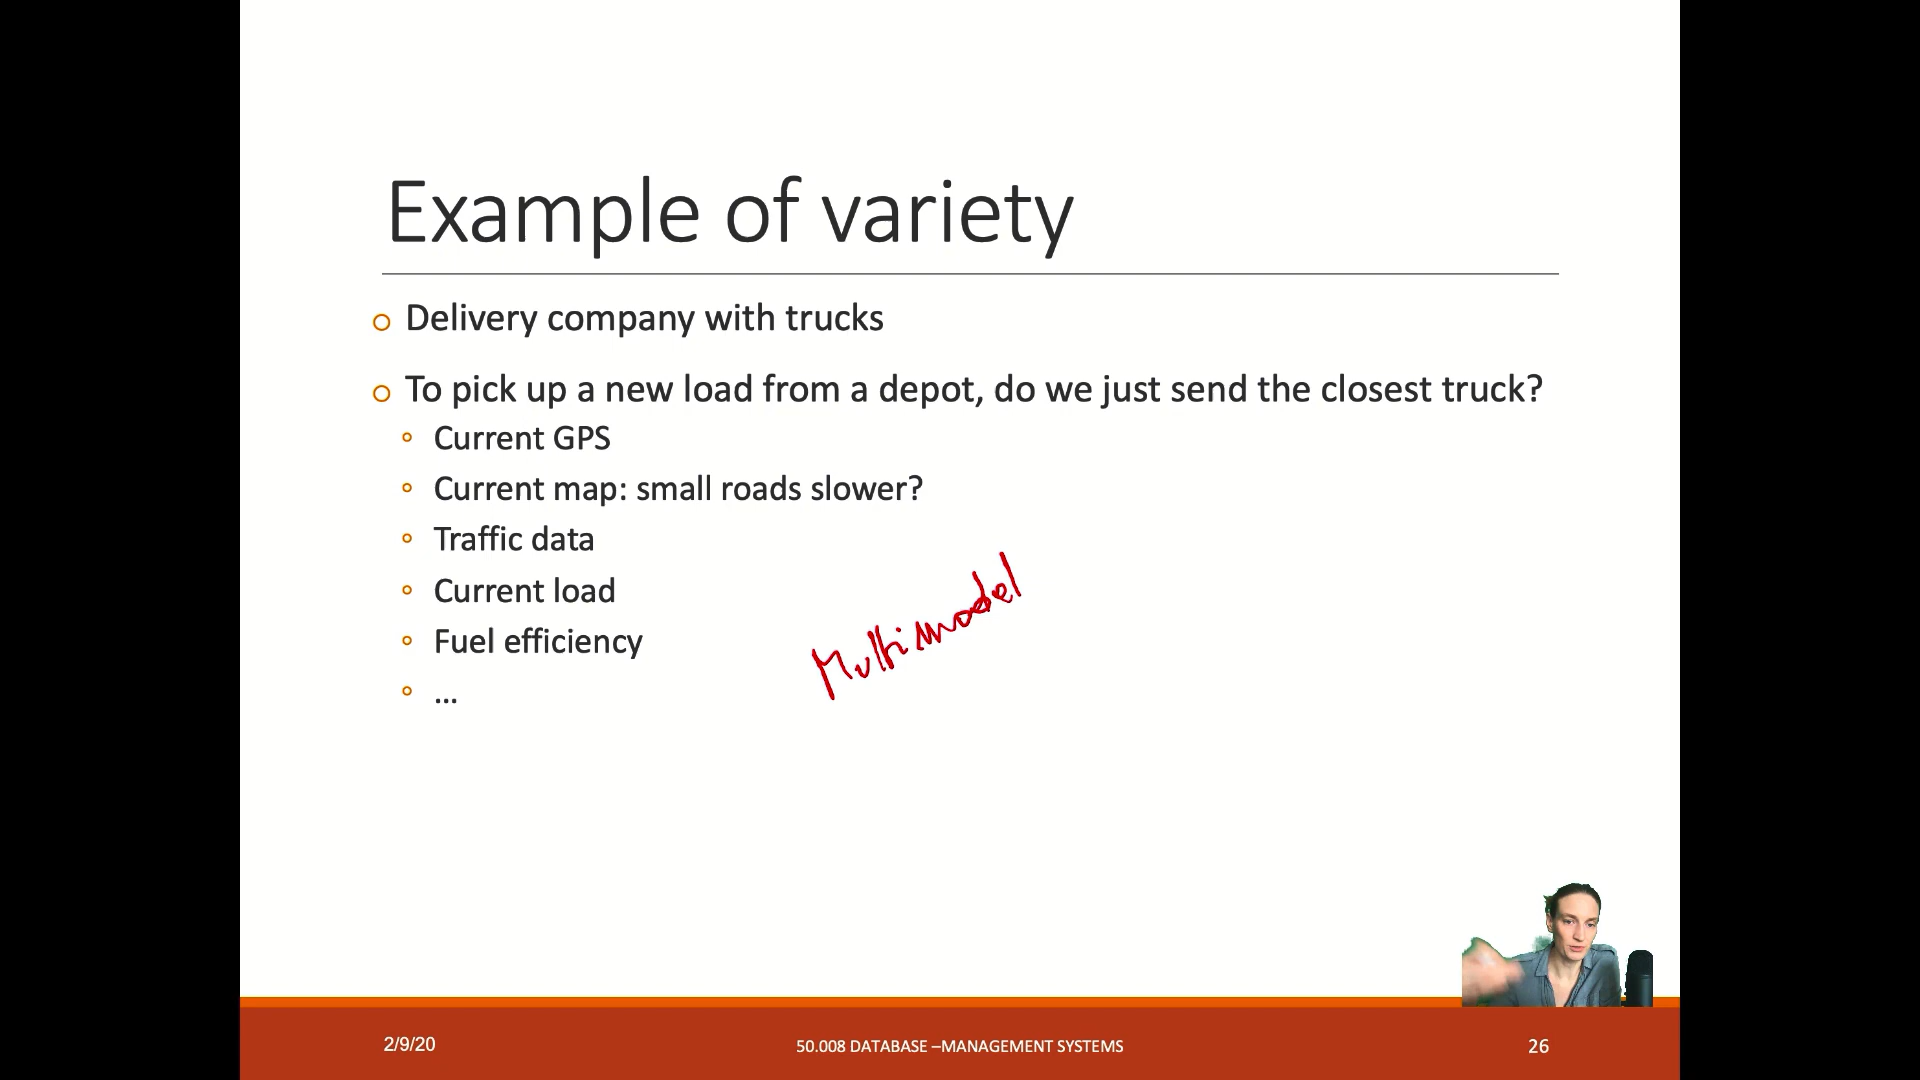 Example of variety
Delivery company with trucks
To pick up a new load from a depot, do we just send the closest truck?
Current GPS
Current map: small roads slower?
Traffic data
Current load
Fuel efficiency
...
Multimodel
2/9/20
50.008 DATABASE –MANAGEMENT SYSTEMS
26